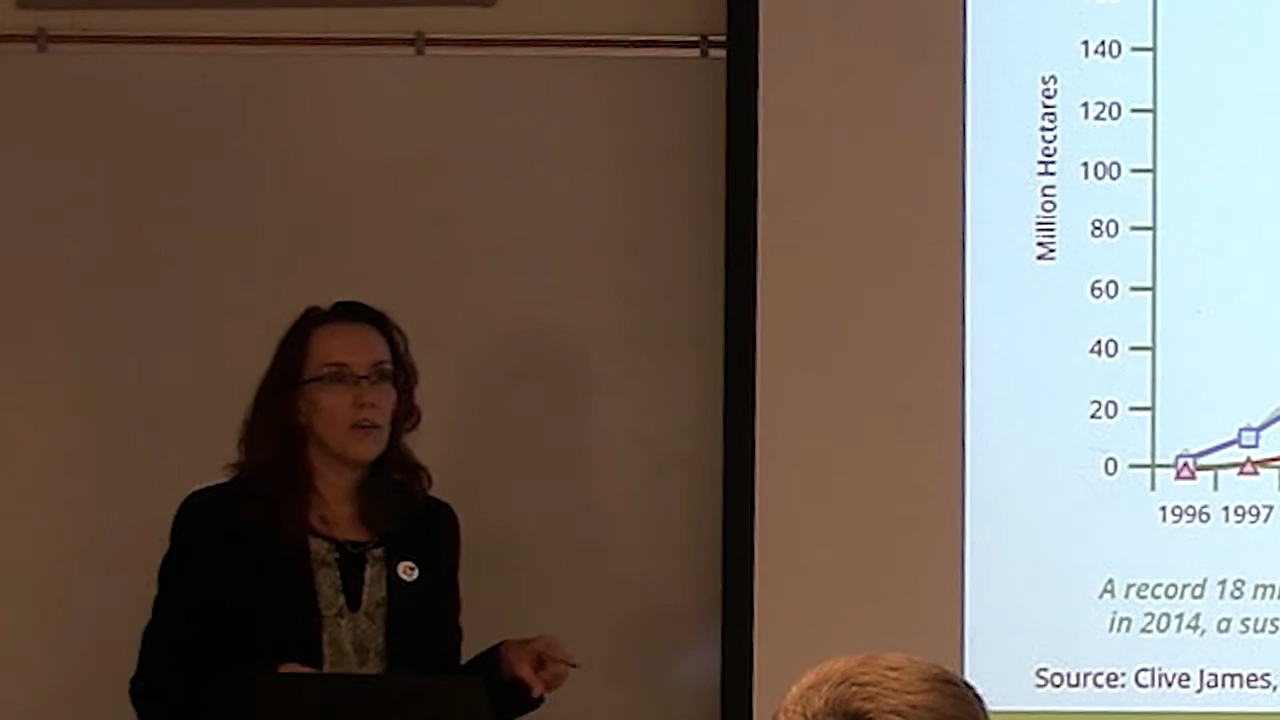 140
120
100
80
60
40
20
0
Million Hectares
1996 1997
A record 18 m
in 2014, a sus
Source: Clive James,